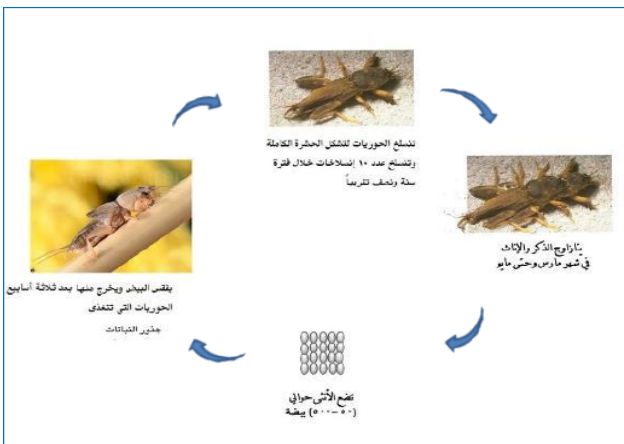 تنسلخ الحوريات لتشكل الحشرة الكاملة
وتنسلخ عدد ١٠ إنسلاخات خلال فترة
سنة ونصف تقريباً
يتازاوج الذكر والإناث
في شهر مارس وحتى مايو
تضع الأنثى حوالي
(٥٠-٥٠٠) بيضة
يفقس البيض ويخرج منها بعد ثلاثة أسابيع
الحوريات التي تتغذى
جذور النباتات